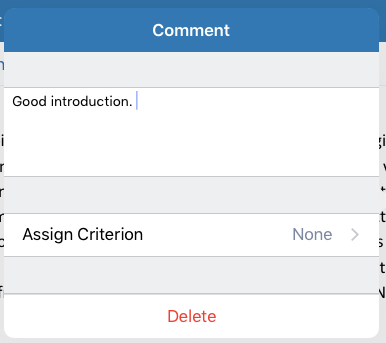 Comment
Good introduction.
Assign Criterion None
Delete